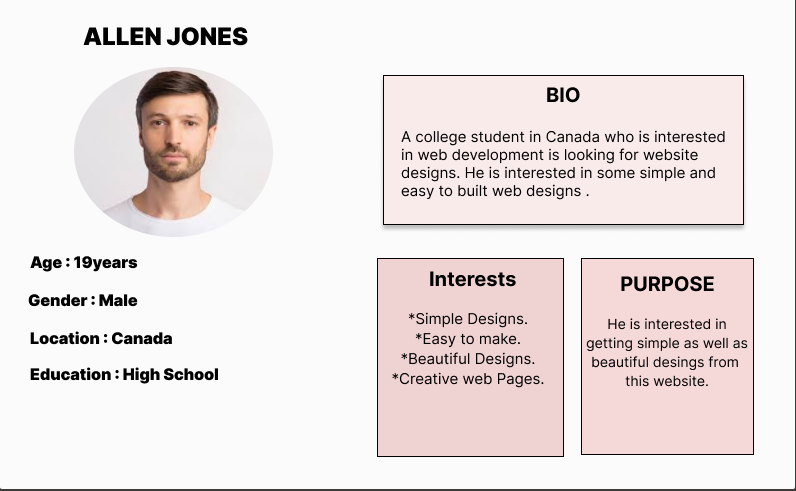 ALLEN JONES
Age : 19years
Gender : Male
Location : Canada
Education : High School
BIO
A college student in Canada who is interested
in web development is looking for website
designs. He is interested in some simple and
easy to built web designs .
Interests
*Simple Designs.
*Easy to make.
*Beautiful Designs.
*Creative web Pages.
PURPOSE
He is interested in
getting simple as well as
beautiful desings from
this website.